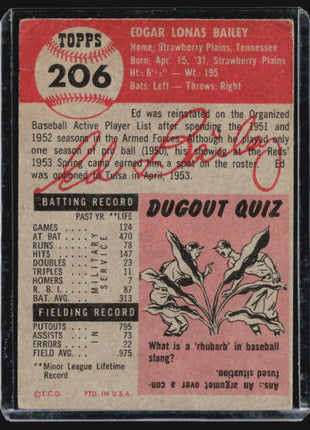 TOPPS
206
EDGAR LONAS BAILEY
Home: Strawberry Plains, Tennessee
Born: Apr. 15, '31, Strawberry Plains
Wt: 195
Bats: Left - Throws: Right
Ed was reinstated on the Organized
Baseball Active Player List after spending the 1951 and
1952 seasons in the Armed Forces. Although he played only
one season of pro ball (1950), his showing at the Reds'
1953 Spring camp earned him a spot on the roster. Ed
was optioned to Tulsa in April, 1953.
Ed Bailey
BATTING RECORD
PAST YR. **LIFE
GAMES 124
AT BAT 470
RUNS 78
HITS 147
DOUBLES 23
TRIPLES 11
HOMERS 7
R. B. I. 87
BAT. AVG. .313
MILITARY SERVICE
FIELDING RECORD
PUTOUTS 795
ASSISTS 73
ERRORS 22
FIELD AVG. .975
IN SERVICE
**Minor League Lifetime
Record
© T.C.G. PTD. IN U.S.A.
DUGOUT QUIZ
What is a 'rhubarb' in baseball
slang?
Ans.: An argument over a con-
fused situation.